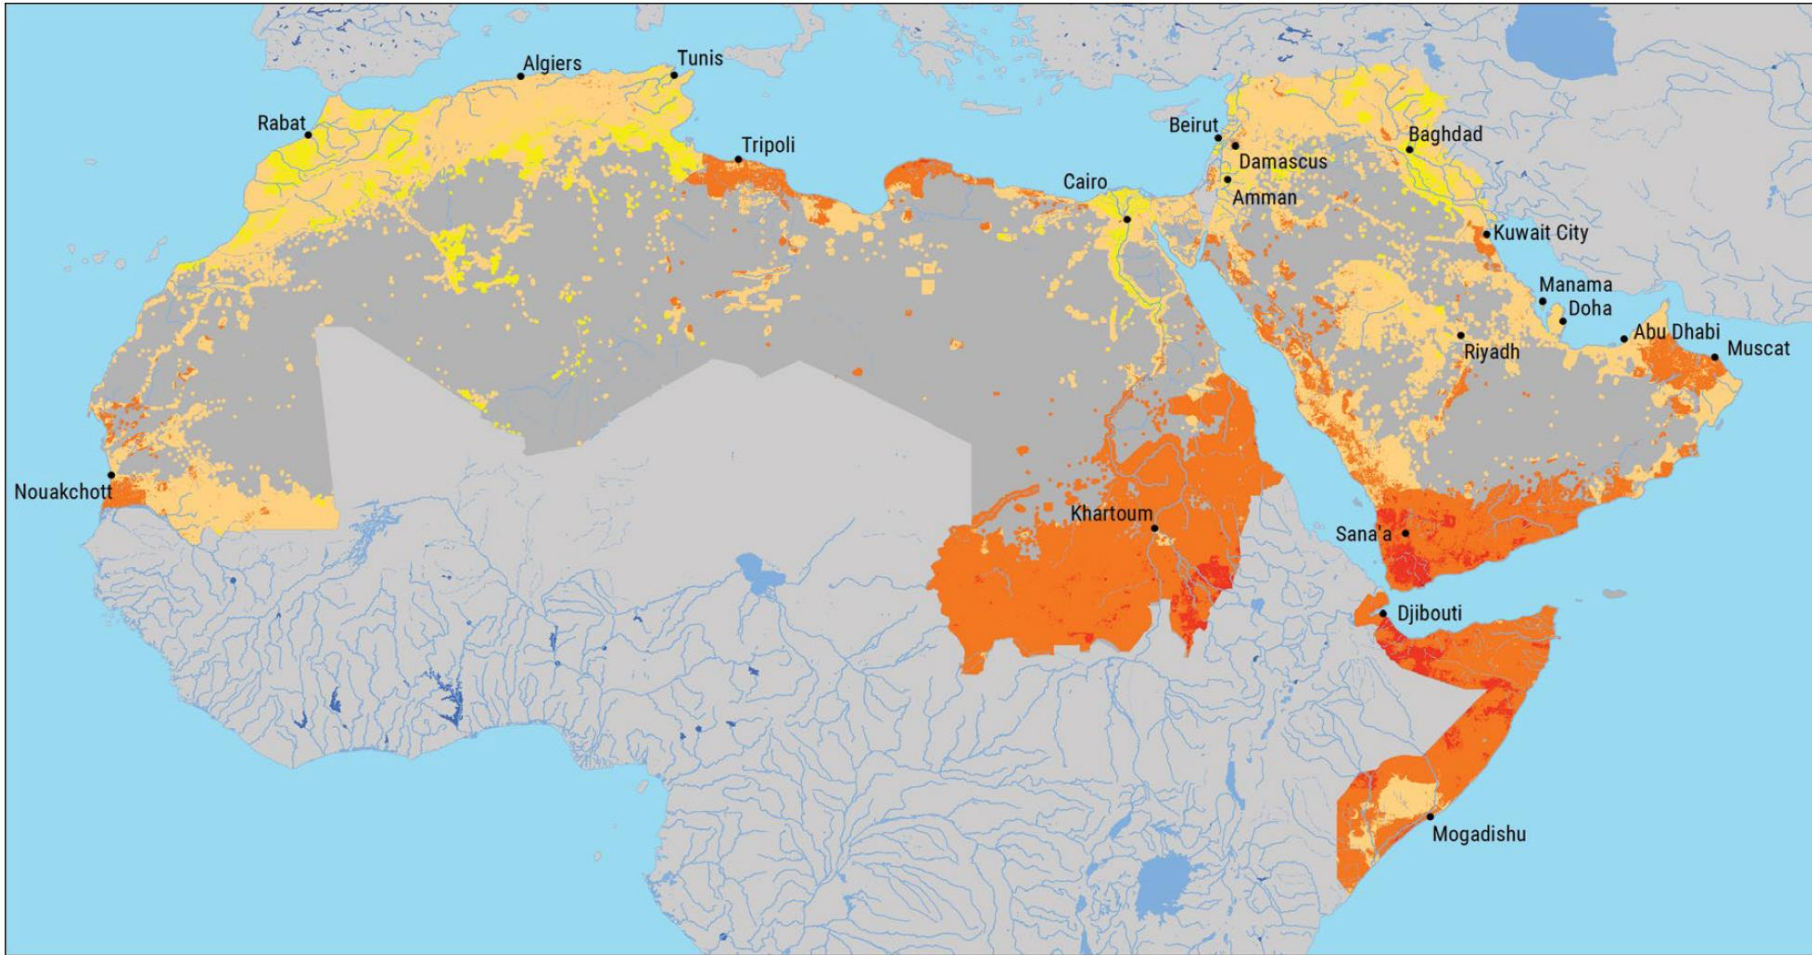 Algiers
Tunis
Rabat
Tripoli
Beirut
Baghdad
Damascus
Cairo
Amman
Kuwait City
Manama
Doha
Abu Dhabi
Muscat
Riyadh
Nouakchott
Khartoum
Sana'a
Djibouti
Mogadishu